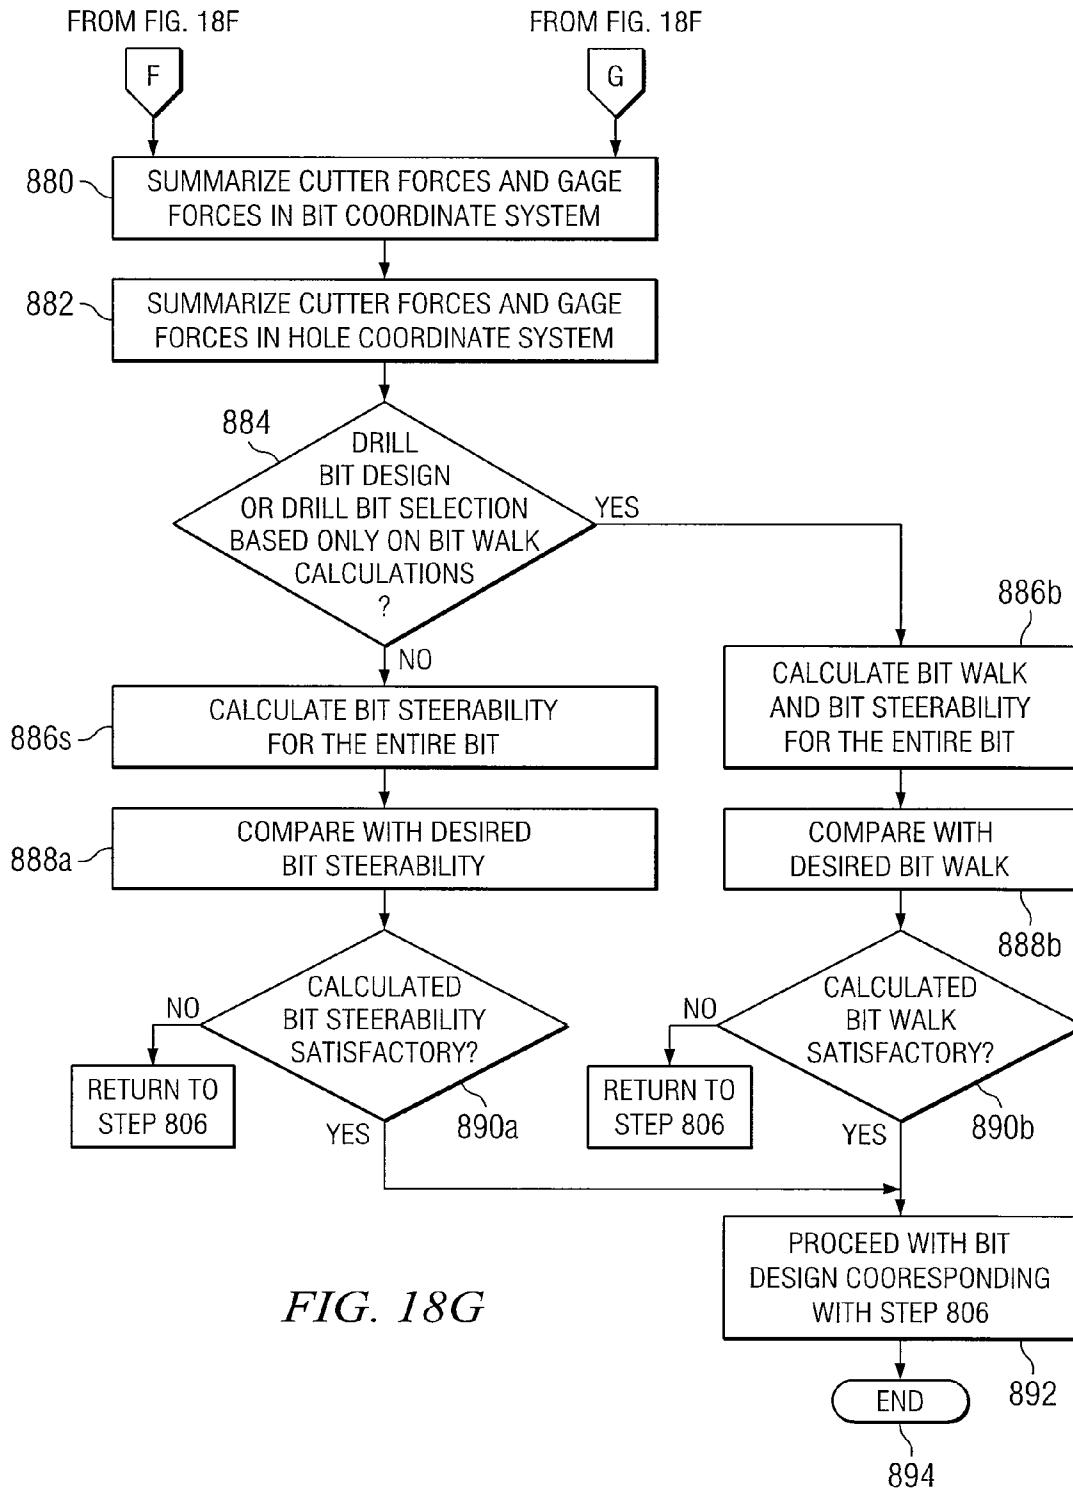 FROM FIG. 18F
FROM FIG. 18F
F
G
880
SUMMARIZE CUTTER FORCES AND GAGE
FORCES IN BIT COORDINATE SYSTEM
882
SUMMARIZE CUTTER FORCES AND GAGE
FORCES IN HOLE COORDINATE SYSTEM
884
DRILL
BIT DESIGN
OR DRILL BIT SELECTION
BASED ONLY ON BIT WALK
CALCULATIONS
?
YES
NO
886s
CALCULATE BIT STEERABILITY
FOR THE ENTIRE BIT
886b
CALCULATE BIT WALK
AND BIT STEERABILITY
FOR THE ENTIRE BIT
888a
COMPARE WITH DESIRED
BIT STEERABILITY
COMPARE WITH
DESIRED BIT WALK
888b
NO
CALCULATED
BIT STEERABILITY
SATISFACTORY?
RETURN TO
STEP 806
YES
890a
NO
CALCULATED
BIT WALK
SATISFACTORY?
RETURN TO
STEP 806
YES
890b
PROCEED WITH BIT
DESIGN COORESPONDING
WITH STEP 806
892
END
894
FIG. 18G